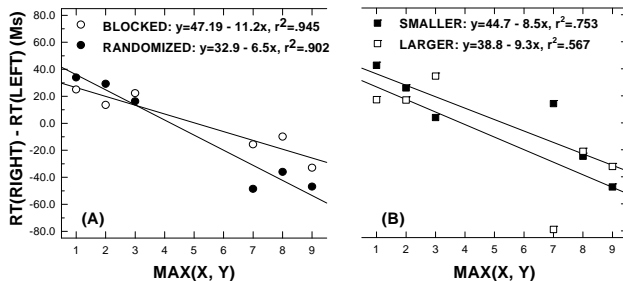 BLOCKED: y=47.19 - 11.2x, r²=.945
RANDOMIZED: y=32.9 - 6.5x, r²=.902
SMALLER: y=44.7 - 8.5x, r²=.753
LARGER: y=38.8 - 9.3x, r²=.567
RT(RIGHT) - RT(LEFT) (Ms)
60.0
40.0
20.0
0.0
-20.0
-40.0
-60.0
-80.0
(A)
(B)
1 2 3 4 5 6 7 8 9
1 2 3 4 5 6 7 8 9
MAX(X, Y)
MAX(X, Y)